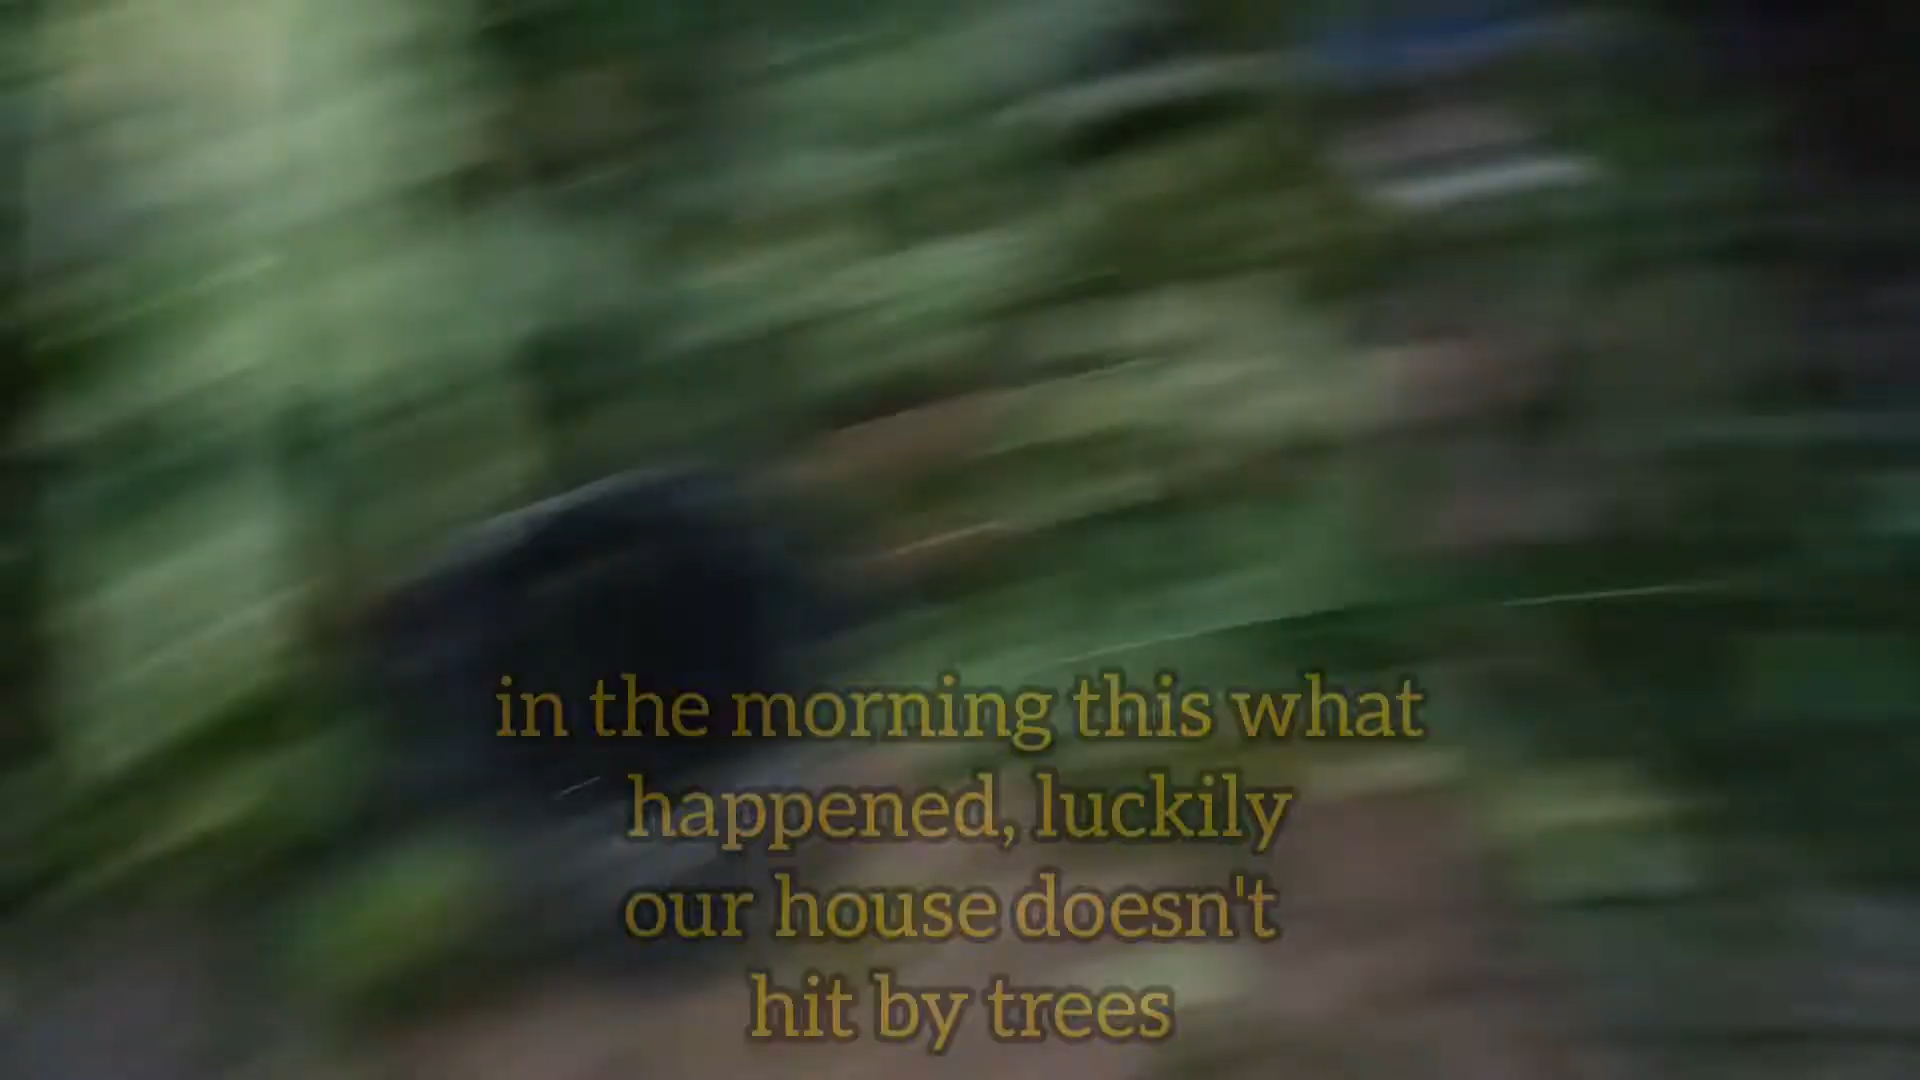 in the morning this what
happened, luckily
our house doesn't
hit by trees